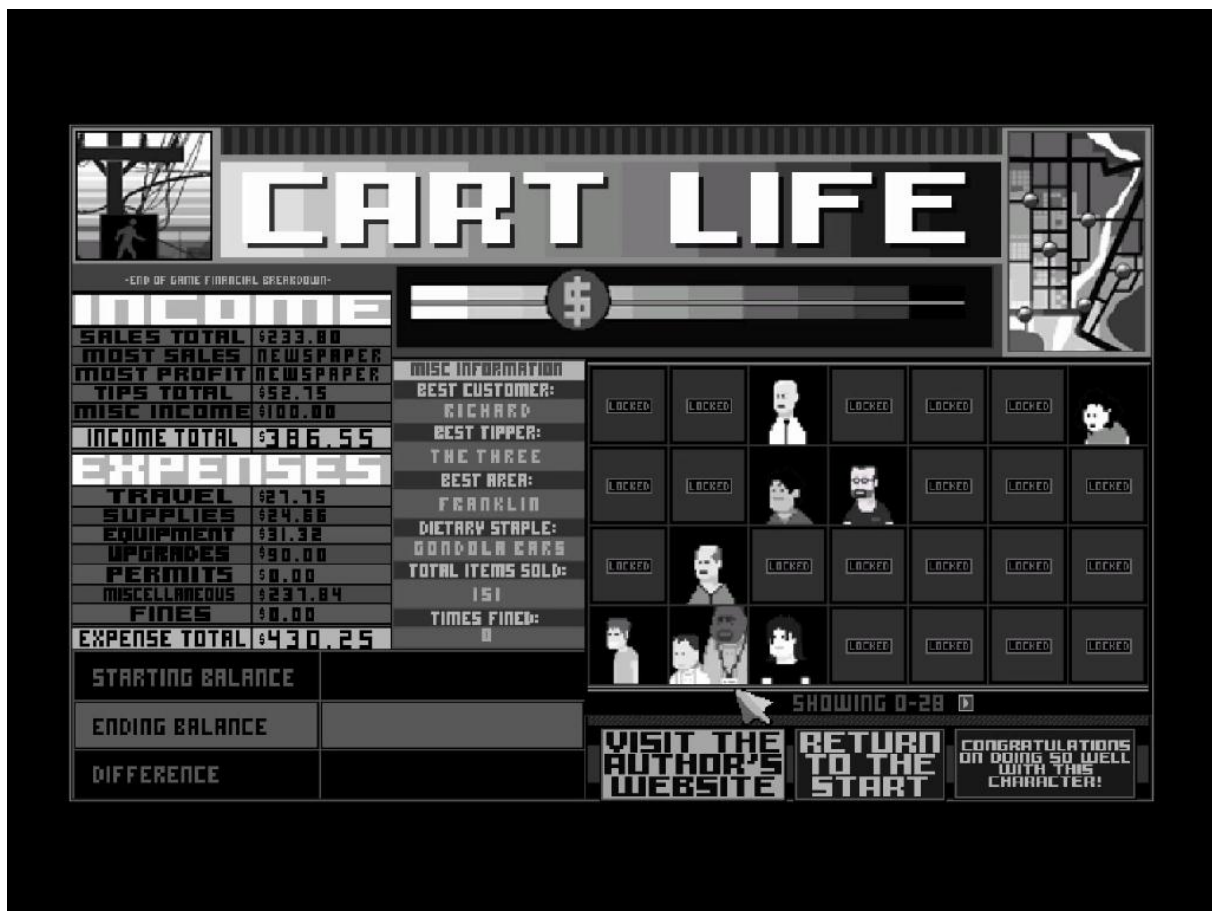 CART LIFE
-END OF GAME FINANCIAL BREAKDOWN-
$
INCOME
SALES TOTAL $233.80
MOST SALES NEWSPAPER
MOST PROFIT NEWSPAPER
TIPS TOTAL $52.75
MISC INCOME $100.00
INCOME TOTAL $386.55
EXPENSES
TRAVEL
SUPPLIES $24.66
EQUIPMENT $31.32
UPGRADES $90.00
PERMITS $0.00
MISCELLANEOUS
FINES $0.00
EXPENSE TOTAL $430.25
STARTING BALANCE
ENDING BALANCE
DIFFERENCE
MISC INFORMATION
BEST CUSTOMER:
RICHARD
BEST TIPPER:
THE THREE
BEST AREA:
FRANKLIN
DIETARY STAPLE:
GONDOLA CARS
TOTAL ITEMS SOLD:
151
TIMES FINED:
0
LOCKED LOCKED LOCKED LOCKED LOCKED
LOCKED LOCKED LOCKED LOCKED LOCKED
LOCKED LOCKED LOCKED LOCKED LOCKED LOCKED
LOCKED LOCKED LOCKED LOCKED
SHOWING 0-28
VISIT THE
AUTHOR'S
WEBSITE
RETURN
TO THE
START
CONGRATULATIONS
ON DOING SO WELL
WITH THIS
CHARACTER!